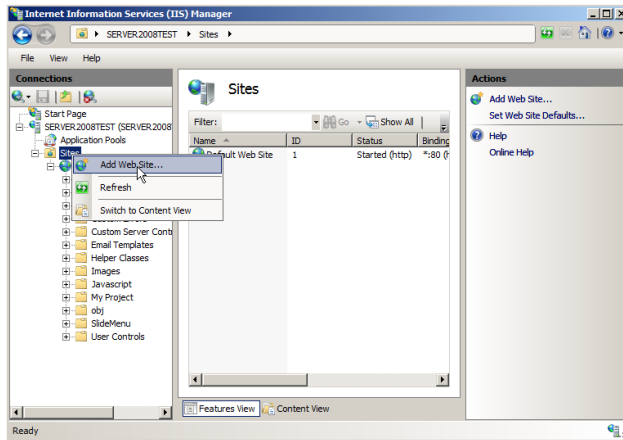 Internet Information Services (IIS) Manager
SERVER2008TEST
Sites
File View Help
Connections
Start Page
SERVER2008TEST (SERVER2008
Application Pools
Sites
Add Web Site...
Refresh
Switch to Content View
Custom Errors
Custom Server Cont
Email Templates
Helper Classes
Images
Javascript
My Project
obj
SlideMenu
User Controls
Sites
Filter: Go Show All
Name ID Status Binding
Default Web Site 1 Started (http) *:80 (h
Features View Content View
Actions
Add Web Site...
Set Web Site Defaults...
Help
Online Help
Ready